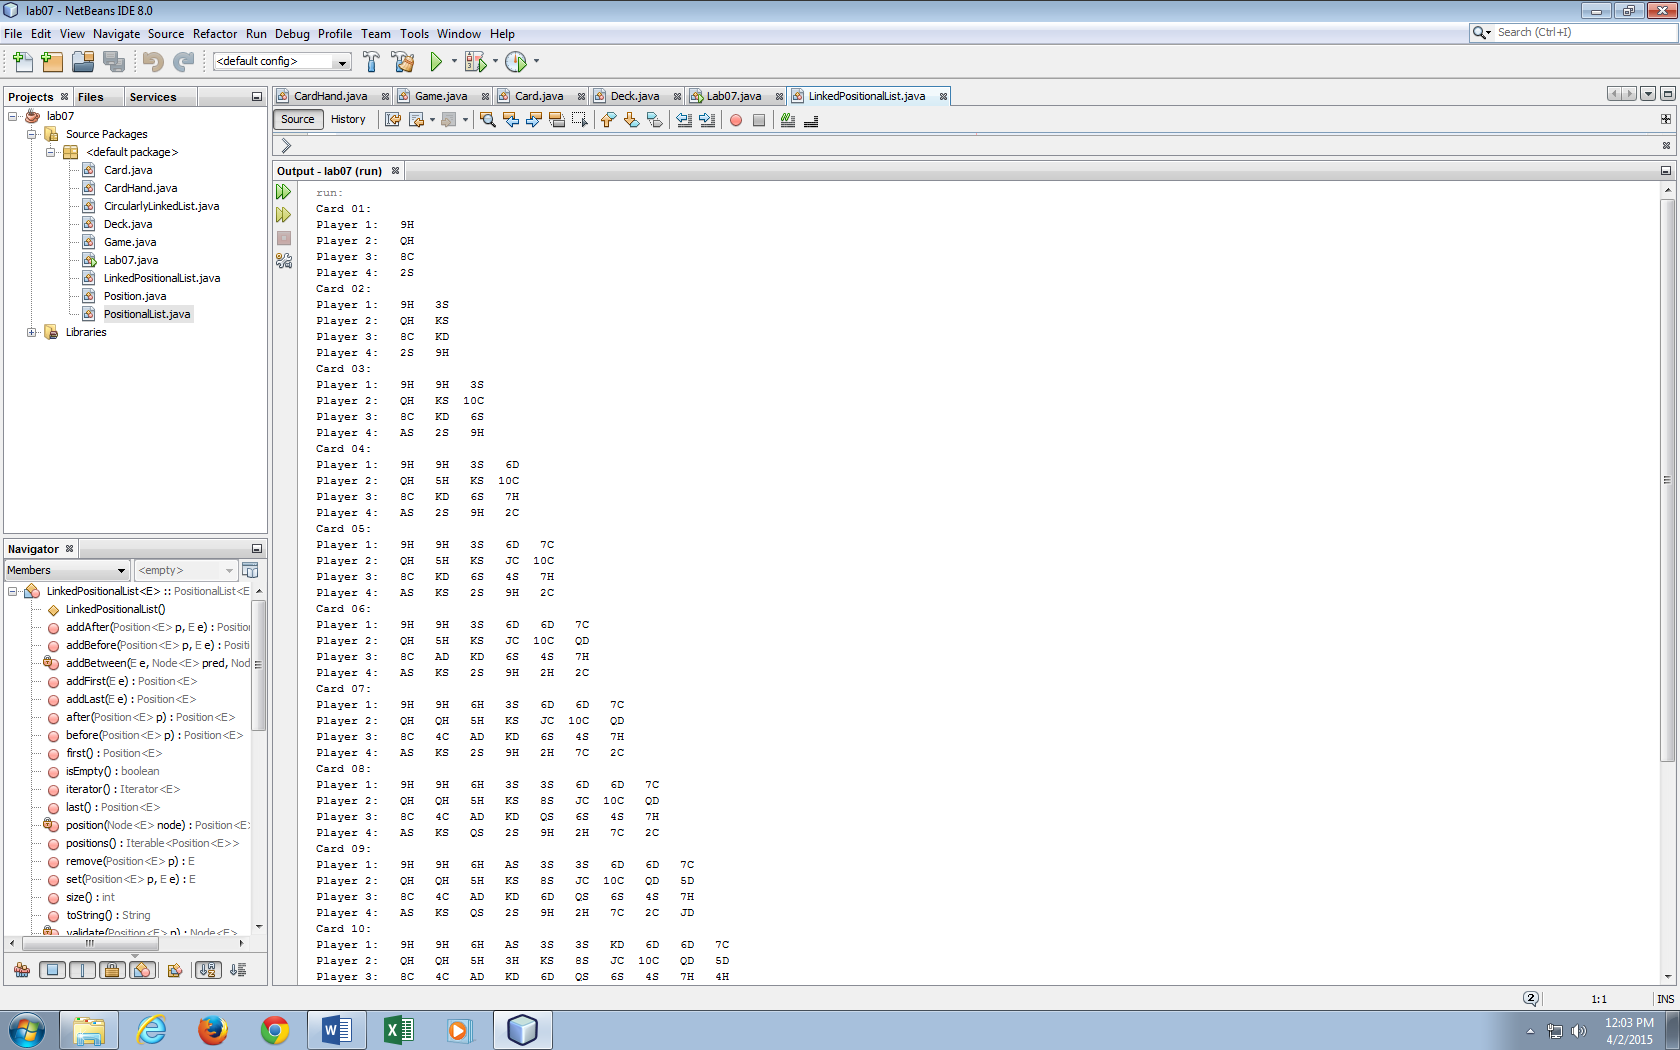 lab07 - NetBeans IDE 8.0
File Edit View Navigate Source Refactor Run Debug Profile Team Tools Window Help
Search (Ctrl+I)
<default config>
Projects Files Services
lab07
Source Packages
<default package>
Card.java
CardHand.java
CircularlyLinkedList.java
Deck.java
Game.java
Lab07.java
LinkedPositionalList.java
Position.java
PositionalList.java
Libraries
Navigator
Members <empty>
LinkedPositionalList<E> :: PositionalList<E
LinkedPositionalList()
addAfter(Position<E> p, E e) : Position
addBefore(Position<E> p, E e) : Positi
addBetween(E e, Node<E> pred, Nod
addFirst(E e) : Position<E>
addLast(E e) : Position<E>
after(Position<E> p) : Position<E>
before(Position<E> p) : Position<E>
first() : Position<E>
isEmpty() : boolean
iterator() : Iterator<E>
last() : Position<E>
position(Node<E> node) : Position<E>
positions() : Iterable<Position<E>>
remove(Position<E> p) : E
set(Position<E> p, E e) : E
size() : int
toString() : String
validate(Position<E> p) : Node<E>
CardHand.java Game.java Card.java Deck.java Lab07.java LinkedPositionalList.java
Source History
Output - lab07 (run)
run:
Card 01:
Player 1: 9H
Player 2: QH
Player 3: 8C
Player 4: 2S
Card 02:
Player 1: 9H 3S
Player 2: QH KS
Player 3: 8C KD
Player 4: 2S 9H
Card 03:
Player 1: 9H 9H 3S
Player 2: QH KS 10C
Player 3: 8C KD 6S
Player 4: AS 2S 9H
Card 04:
Player 1: 9H 9H 3S 6D
Player 2: QH 5H KS 10C
Player 3: 8C KD 6S 7H
Player 4: AS 2S 9H 2C
Card 05:
Player 1: 9H 9H 3S 6D 7C
Player 2: QH 5H KS JC 10C
Player 3: 8C KD 6S 4S 7H
Player 4: AS KS 2S 9H 2C
Card 06:
Player 1: 9H 9H 3S 6D 6D 7C
Player 2: QH 5H KS JC 10C QD
Player 3: 8C AD KD 6S 4S 7H
Player 4: AS KS 2S 9H 2H 2C
Card 07:
Player 1: 9H 9H 6H 3S 6D 6D 7C
Player 2: QH QH 5H KS JC 10C QD
Player 3: 8C 4C AD KD 6S 4S 7H
Player 4: AS KS 2S 9H 2H 7C 2C
Card 08:
Player 1: 9H 9H 6H 3S 3S 6D 6D 7C
Player 2: QH QH 5H KS 8S JC 10C QD
Player 3: 8C 4C AD KD QS 6S 4S 7H
Player 4: AS KS QS 2S 9H 2H 7C 2C
Card 09:
Player 1: 9H 9H 6H AS 3S 3S 6D 6D 7C
Player 2: QH QH 5H KS 8S JC 10C QD 5D
Player 3: 8C 4C AD KD 6D QS 6S 4S 7H
Player 4: AS KS QS 2S 9H 2H 7C 2C JD
Card 10:
Player 1: 9H 9H 6H AS 3S 3S KD 6D 6D 7C
Player 2: QH QH 5H 3H KS 8S JC 10C QD 5D
Player 3: 8C 4C AD KD 6D QS 6S 4S 7H 4H
2
1:1
INS
12:03 PM
4/2/2015